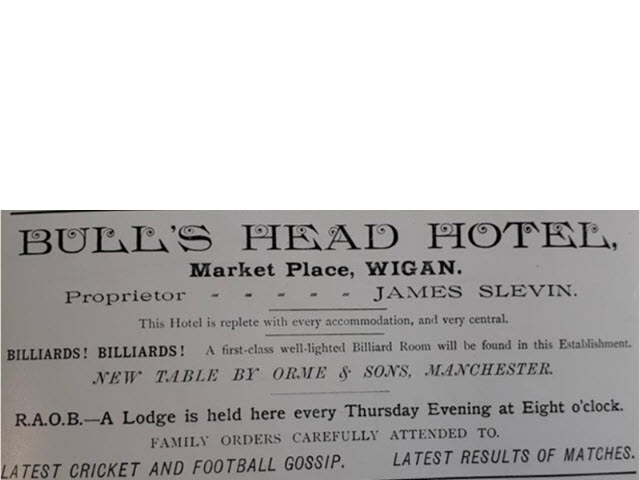 BULL'S HEAD HOTEL,
Market Place, WIGAN.
Proprietor - - - - - JAMES SLEVIN.
This Hotel is replete with every accommodation, and very central.
BILLIARDS! BILLIARDS! A first-class well-lighted Billiard Room will be found in this Establishment.
NEW TABLE BY ORME & SONS, MANCHESTER.
R.A.O.B.—A Lodge is held here every Thursday Evening at Eight o'clock.
FAMILY ORDERS CAREFULLY ATTENDED TO.
LATEST CRICKET AND FOOTBALL GOSSIP. LATEST RESULTS OF MATCHES.